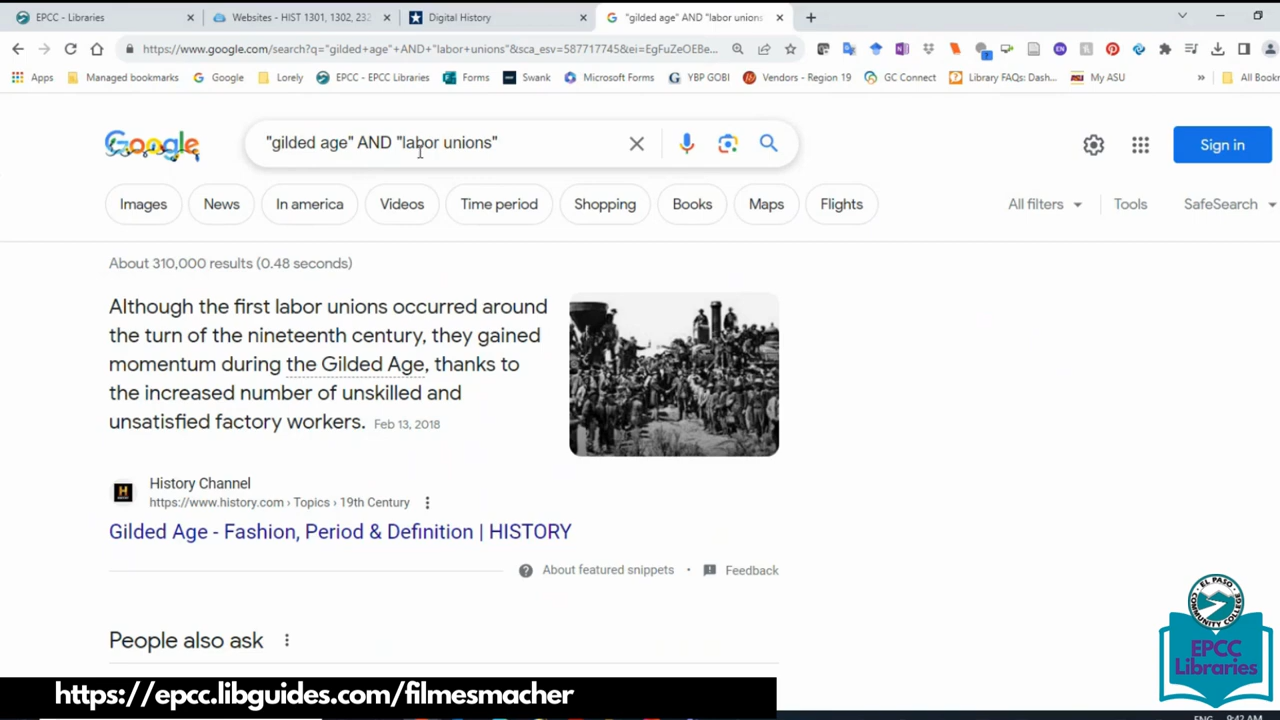 EPCC - Libraries
Websites - HIST 1301, 1302, 232
Digital History
"gilded age" AND "labor unions
https://www.google.com/search?q="gilded+age"+AND+"labor+unions"&sca_esv=587717745&ei=EgFuZeOEBe...
Apps
Managed bookmarks
Google
Lorely
EPCC - EPCC Libraries
Forms
Swank
Microsoft Forms
YBP GOBI
Vendors - Region 19
GC Connect
Library FAQs: Dash...
My ASU
»
All Bookr
Google
"gilded age" AND "labor unions"
Sign in
Images
News
In america
Videos
Time period
Shopping
Books
Maps
Flights
All filters
Tools
SafeSearch
About 310,000 results (0.48 seconds)
Although the first labor unions occurred around
the turn of the nineteenth century, they gained
momentum during the Gilded Age, thanks to
the increased number of unskilled and
unsatisfied factory workers. Feb 13, 2018
History Channel
https://www.history.com › Topics › 19th Century
Gilded Age - Fashion, Period & Definition | HISTORY
About featured snippets
Feedback
People also ask
EL PASO
COMMUNITY COLLEGE
EPCC
Libraries
https://epcc.libguides.com/filmesmacher